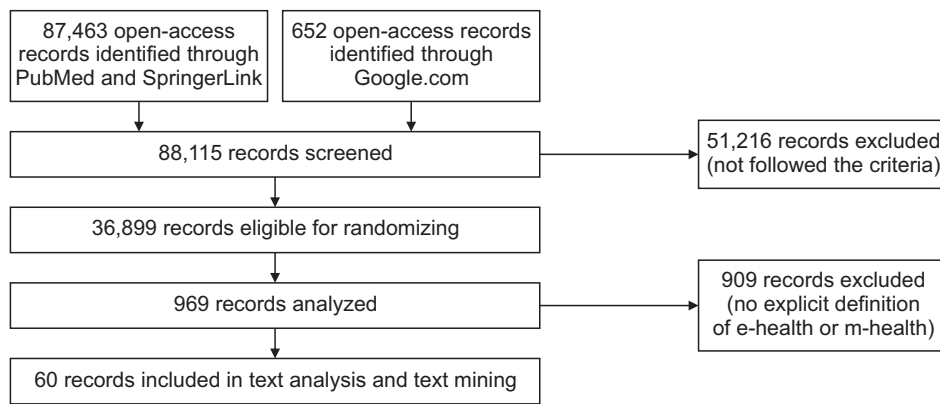 87,463 open-access
records identified through
PubMed and SpringerLink
652 open-access records
identified through
Google.com
88,115 records screened
51,216 records excluded
(not followed the criteria)
36,899 records eligible for randomizing
969 records analyzed
909 records excluded
(no explicit definition
of e-health or m-health)
60 records included in text analysis and text mining